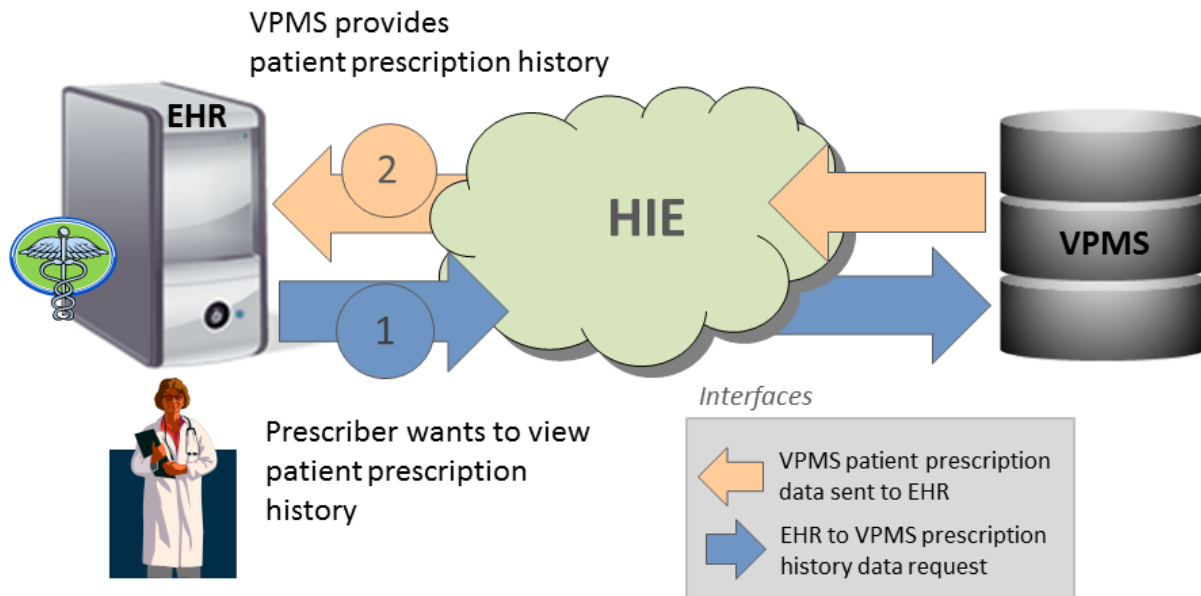 VPMS provides
patient prescription history
EHR
2
HIE
VPMS
1
Prescriber wants to view
patient prescription
history
Interfaces
VPMS patient prescription
data sent to EHR
EHR to VPMS prescription
history data request